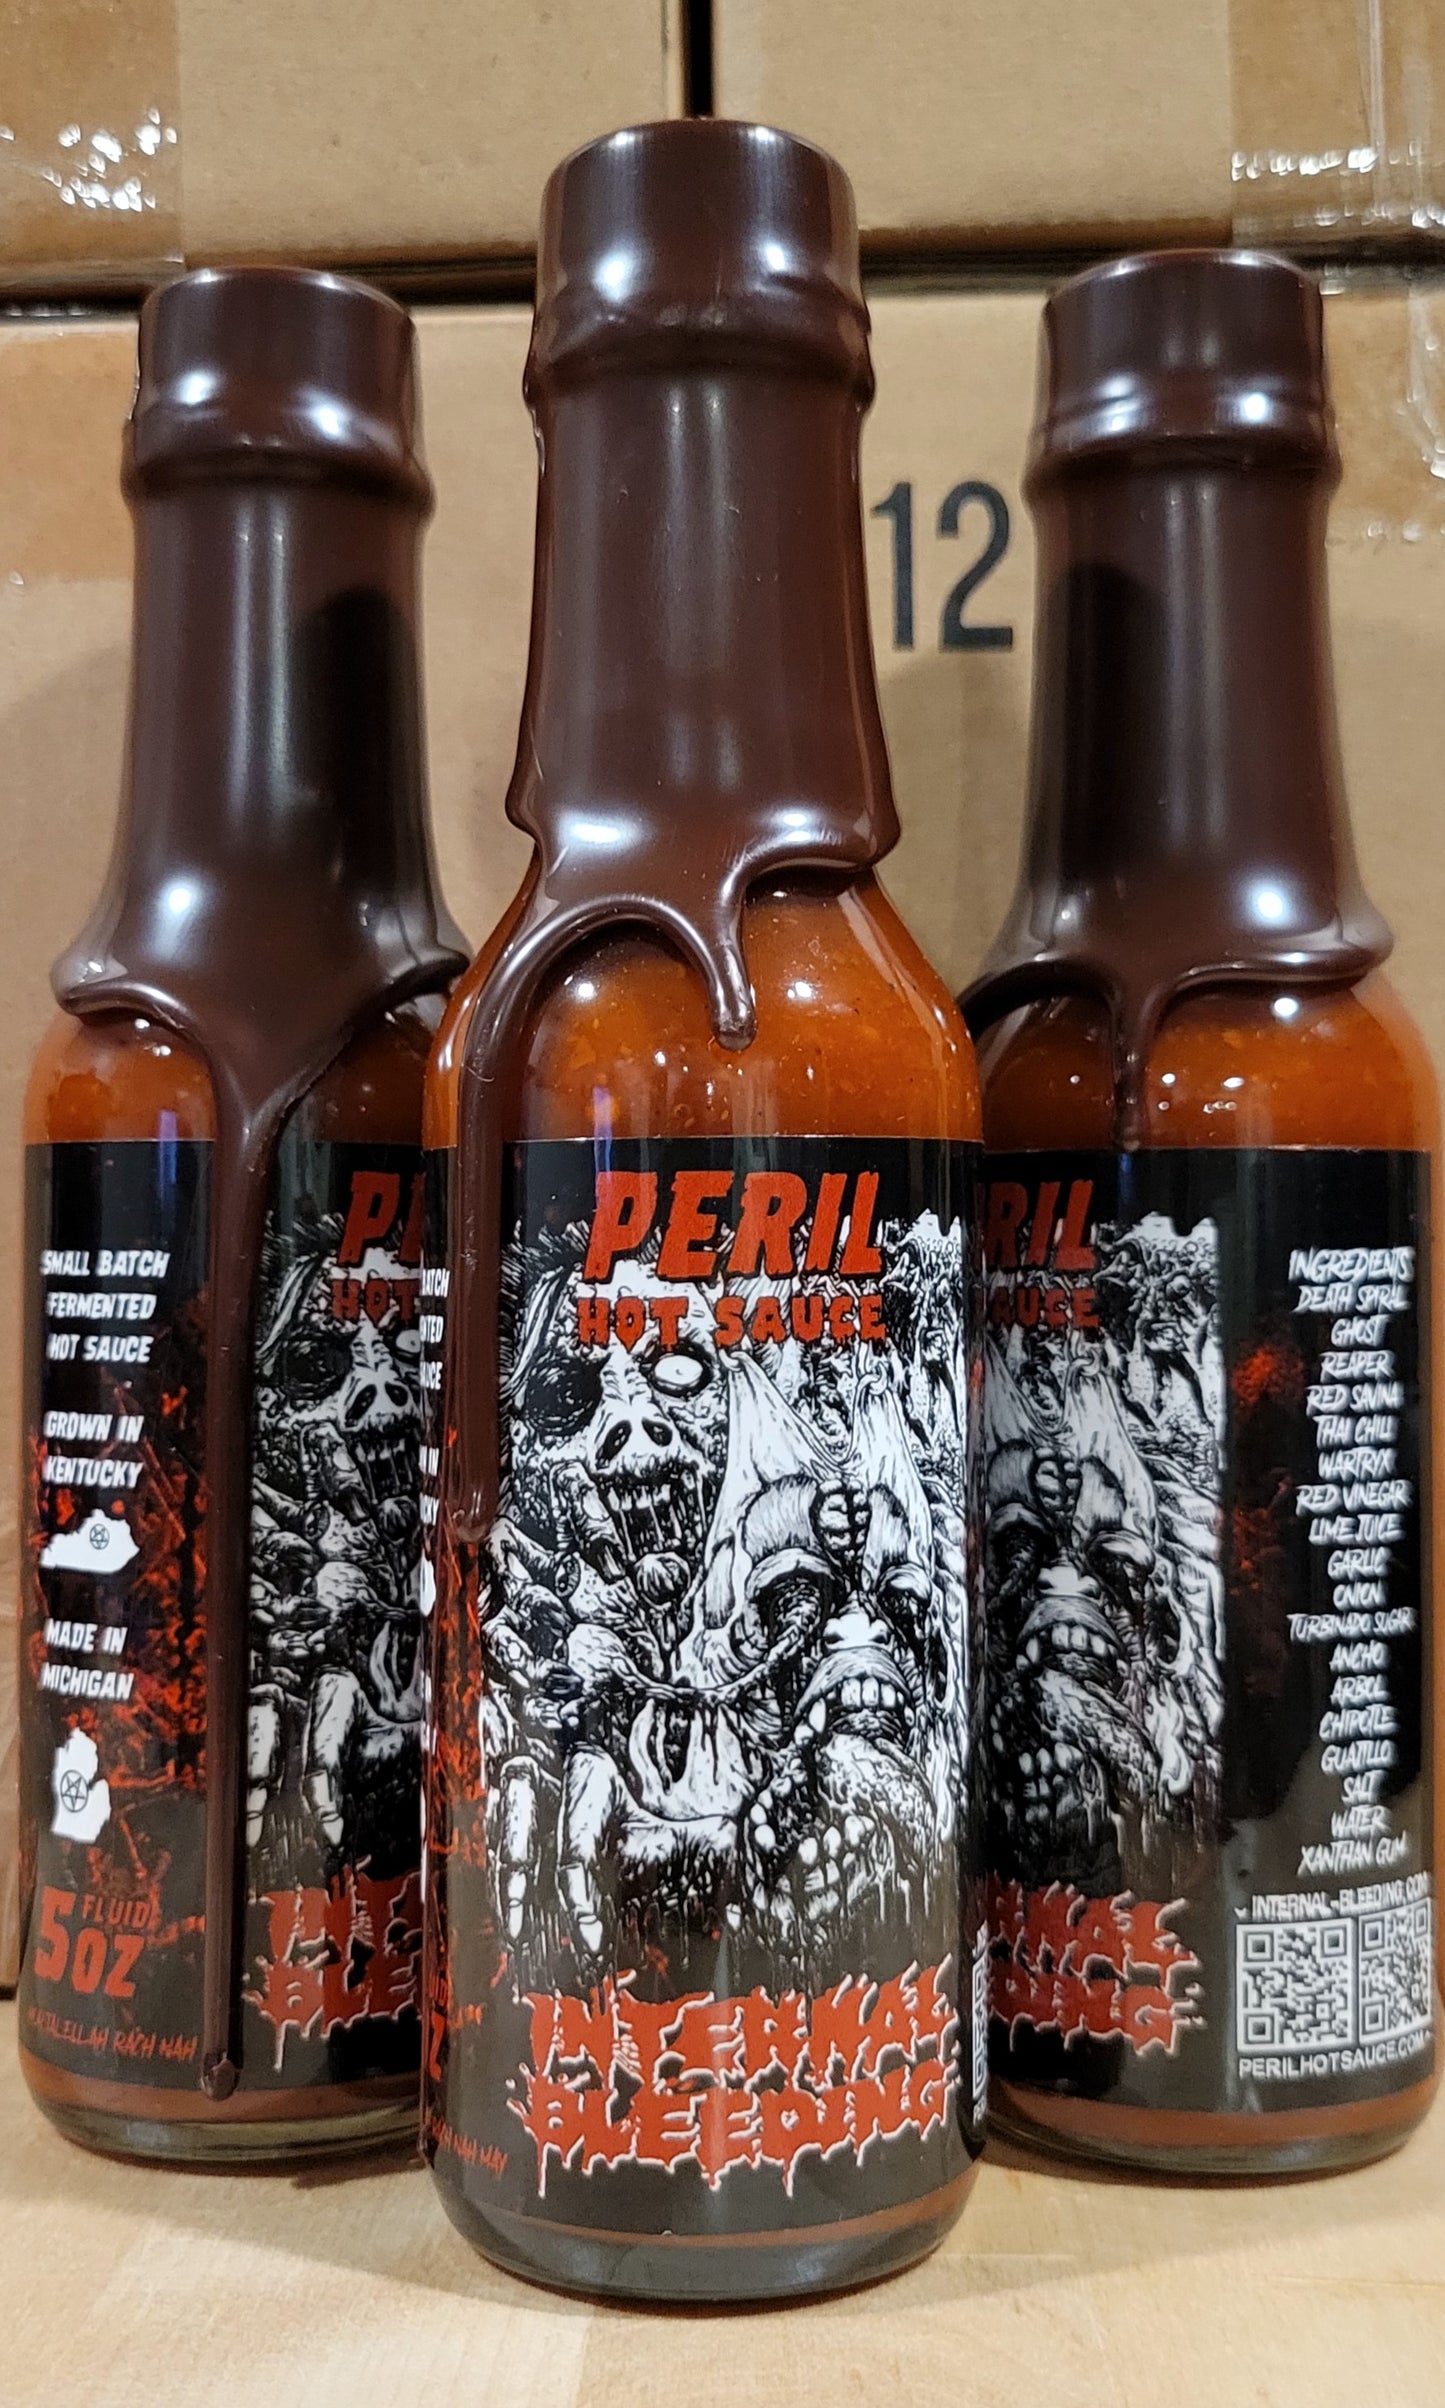 12
SMALL BATCH
FERMENTED
HOT SAUCE
GROWN IN
KENTUCKY
MADE IN
MICHIGAN
5 FLUID
OZ
PERIL
HOT SAUCE
INTERNAL
BLEEDING
INGREDIENTS
DEATH SPIRAL
GHOST
REAPER
RED SAVINA
THAI CHILI
WARTRYX
RED VINEGAR
LIME JUICE
GARLIC
ONION
TURBINADO SUGAR
ANCHO
ARBOL
CHIPOTLE
GUAJILLO
SALT
WATER
XANTHAN GUM
INTERNAL-BLEEDING.COM
PERILHOTSAUCE.COM